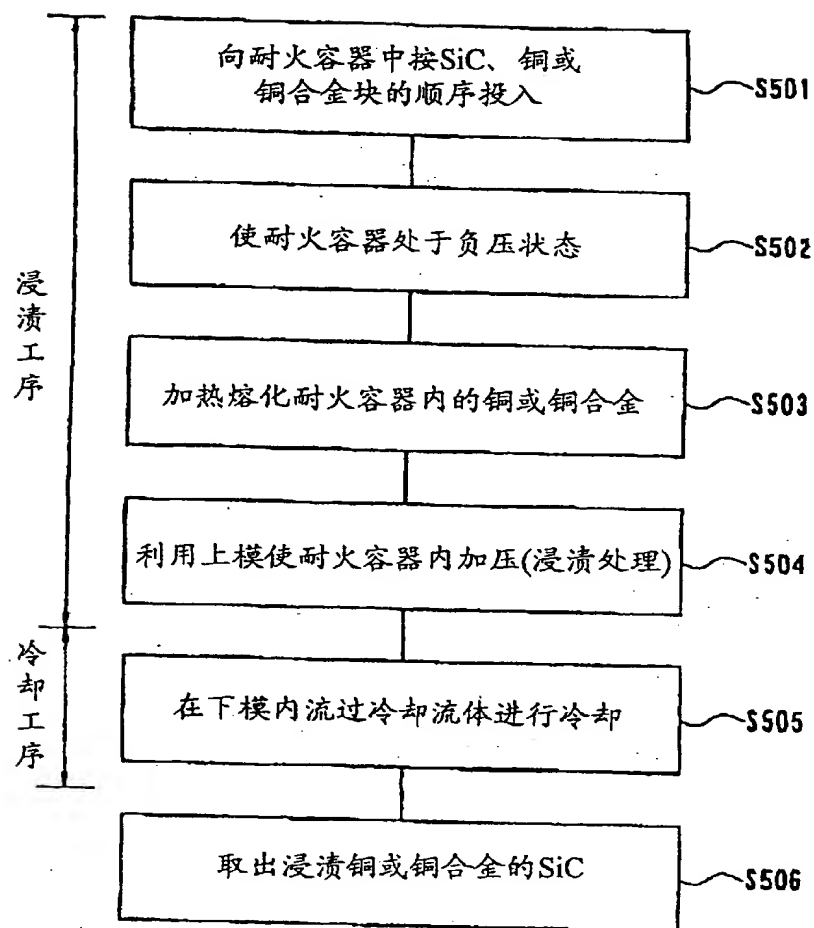 向耐火容器中按SiC、铜或
铜合金块的顺序投入
S501
使耐火容器处于负压状态
S502
浸渍工序
加热熔化耐火容器内的铜或铜合金
S503
利用上模使耐火容器内加压(浸渍处理)
S504
冷却工序
在下模内流过冷却流体进行冷却
S505
取出浸渍铜或铜合金的SiC
S506